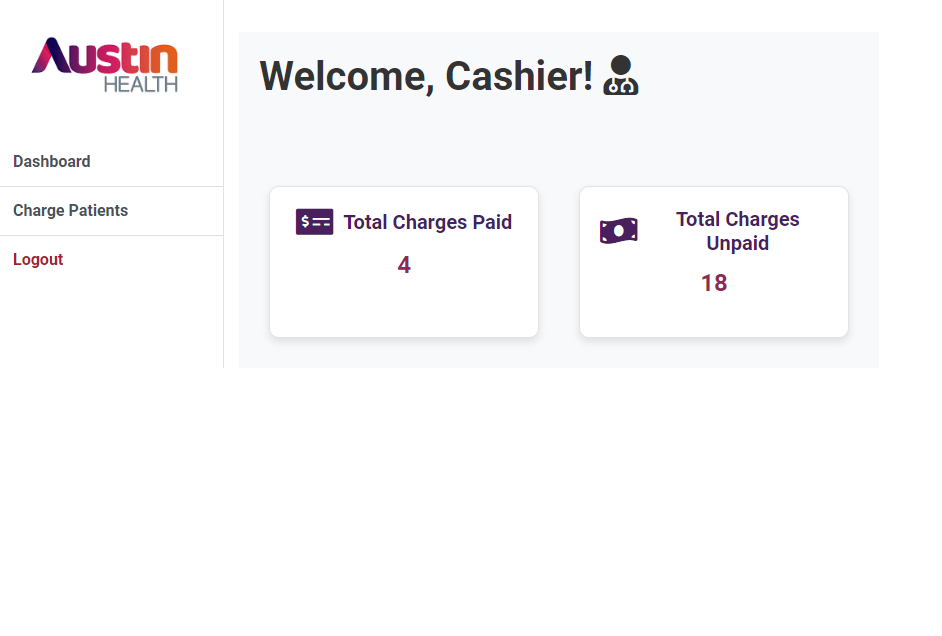 Austin
HEALTH
Dashboard
Charge Patients
Logout
Welcome, Cashier!
Total Charges Paid
4
Total Charges
Unpaid
18